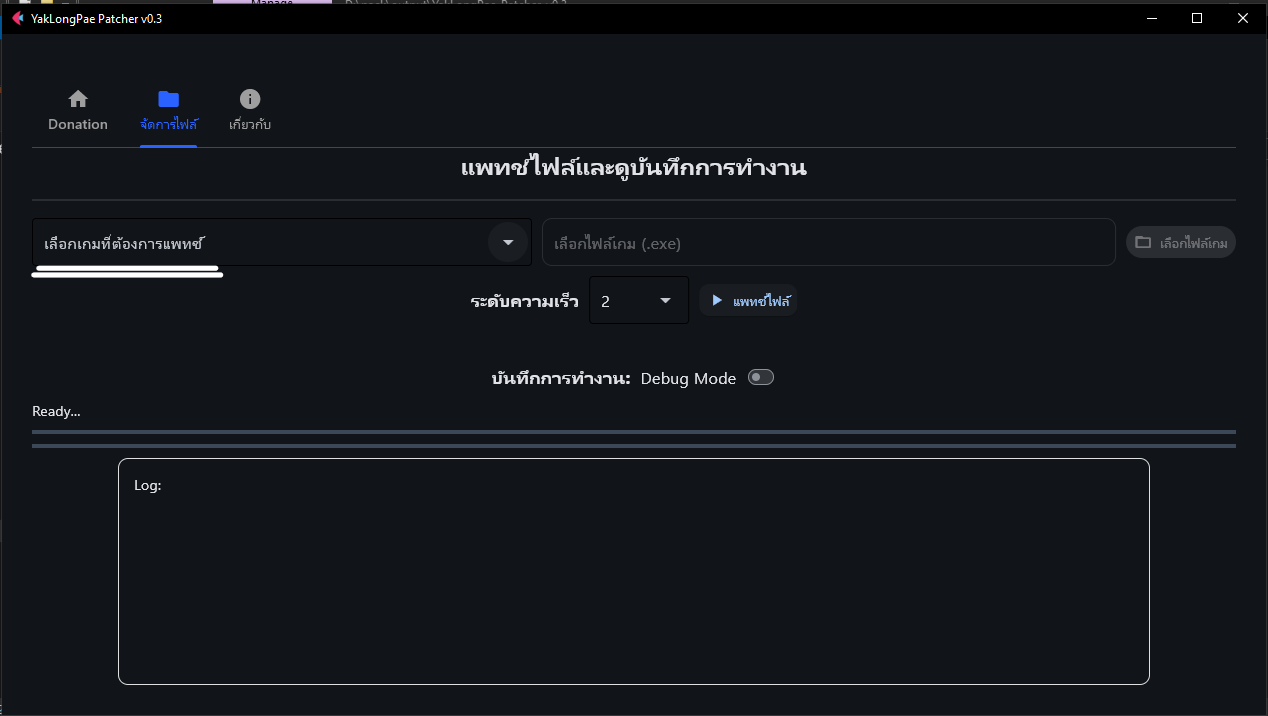 YakLongPae Patcher v0.3
Donation
จัดการไฟล์
เกี่ยวกับ
แพทช์ไฟล์และดูบันทึกการทำงาน
เลือกเกมที่ต้องการแพทช์
เลือกไฟล์เกม (.exe)
เลือกไฟล์เกม
ระดับความเร็ว
2
แพทช์ไฟล์
บันทึกการทำงาน: Debug Mode
Ready...
Log: